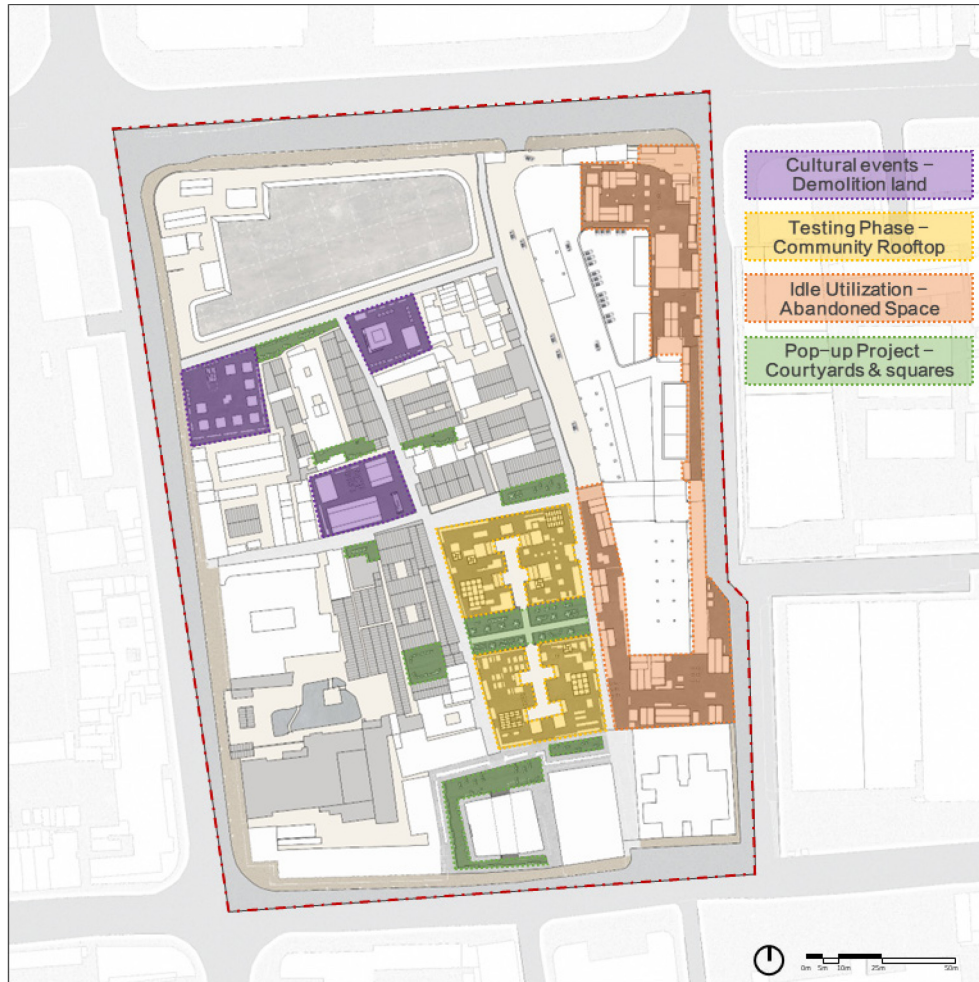 Cultural events –
Demolition land
Testing Phase –
Community Rooftop
Idle Utilization –
Abandoned Space
Pop–up Project –
Courtyards & squares
0m 5m 10m 25m 50m